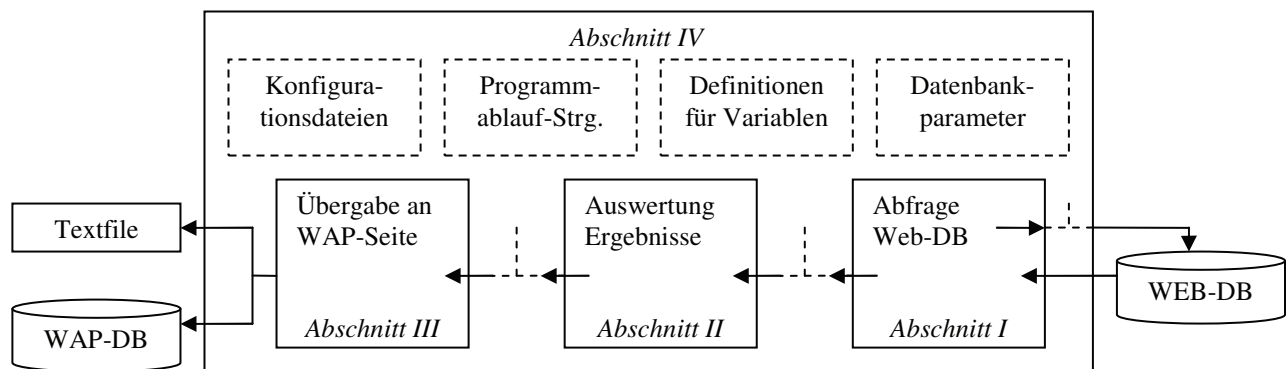 Abschnitt IV
Konfigura-
tionsdateien
Programm-
ablauf-Strg.
Definitionen
für Variablen
Datenbank-
parameter
Textfile
WAP-DB
Übergabe an
WAP-Seite
Abschnitt III
Auswertung
Ergebnisse
Abschnitt II
Abfrage
Web-DB
Abschnitt I
WEB-DB